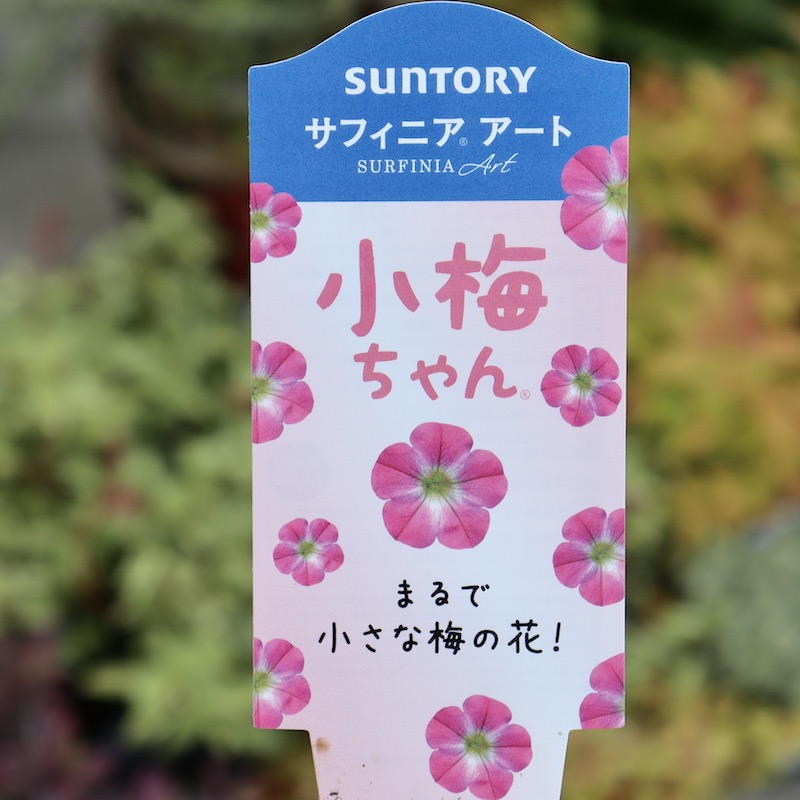 SUNTORY
サフィニア® アート
SURFINIA Art
小梅
ちゃん®
まるで
小さな梅の花!